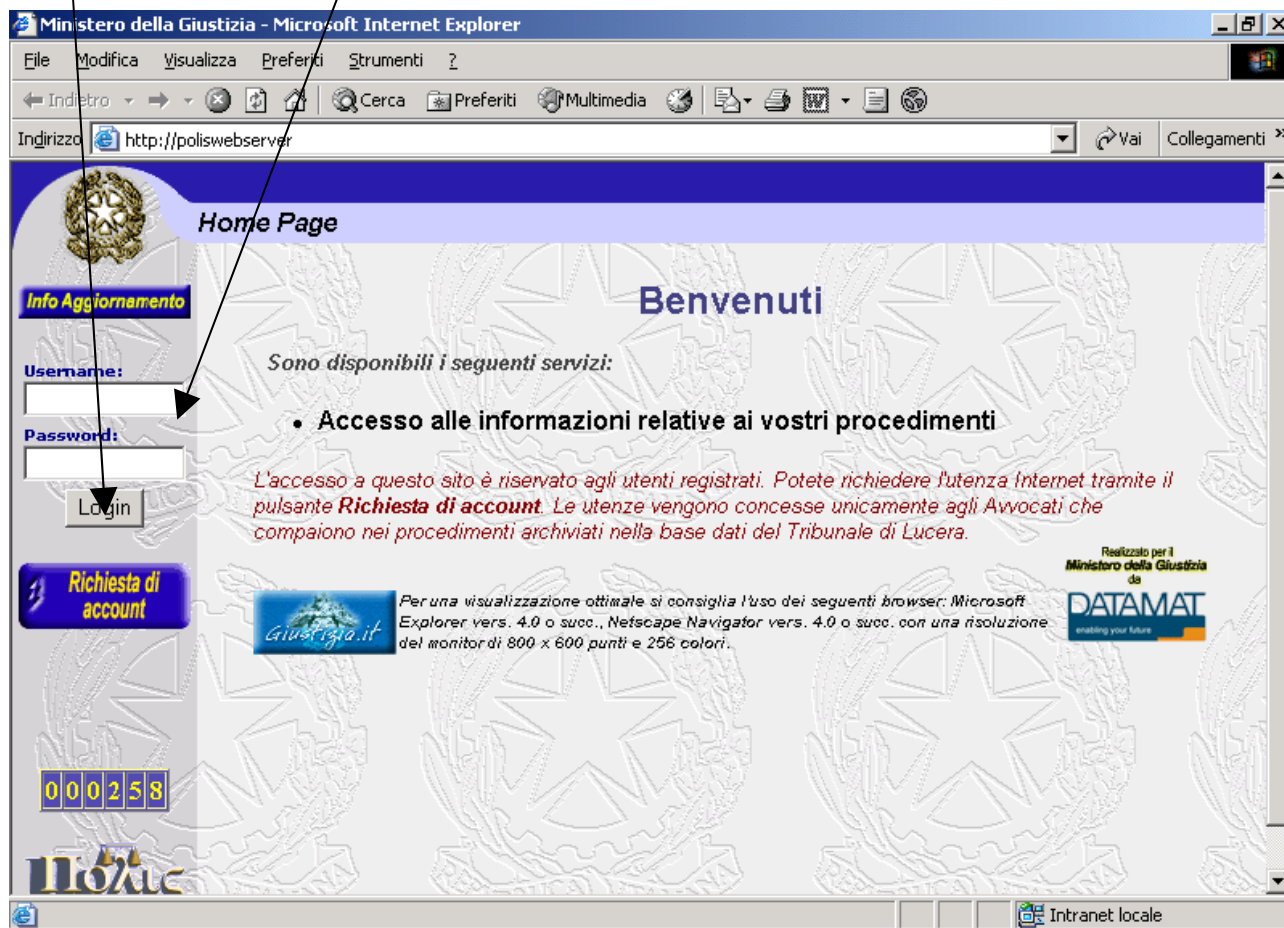 Ministero della Giustizia - Microsoft Internet Explorer
File Modifica Visualizza Preferiti Strumenti ?
Indietro Cerca Preferiti Multimedia
Indirizzo http://poliswebserver Vai Collegamenti »
Home Page
Info Aggiornamento
Benvenuti
Username:
Sono disponibili i seguenti servizi:
• Accesso alle informazioni relative ai vostri procedimenti
Password:
Login
L'accesso a questo sito è riservato agli utenti registrati. Potete richiedere l'utenza Internet tramite il
pulsante Richiesta di account. Le utenze vengono concesse unicamente agli Avvocati che
compaiono nei procedimenti archiviati nella base dati del Tribunale di Lucera.
Richiesta di
account
Realizzato per il
Ministero della Giustizia
da
DATAMAT
enabling your future
Giustizia.it
Per una visualizzazione ottimale si consiglia l'uso dei seguenti browser: Microsoft
Explorer vers. 4.0 o succ., Netscape Navigator vers. 4.0 o succ. con una risoluzione
del monitor di 800 x 600 punti e 256 colori.
000258
Πόλις
Intranet locale